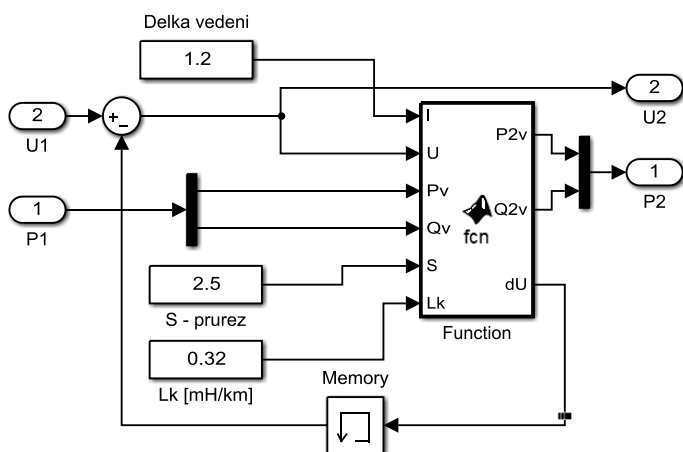 Delka vedeni
1.2
2
U2
2
U1
+
−
l
U
Pv
Qv
S
Lk
P2v
Q2v
dU
fcn
Function
1
P2
1
P1
2.5
S - prurez
0.32
Lk [mH/km]
Memory